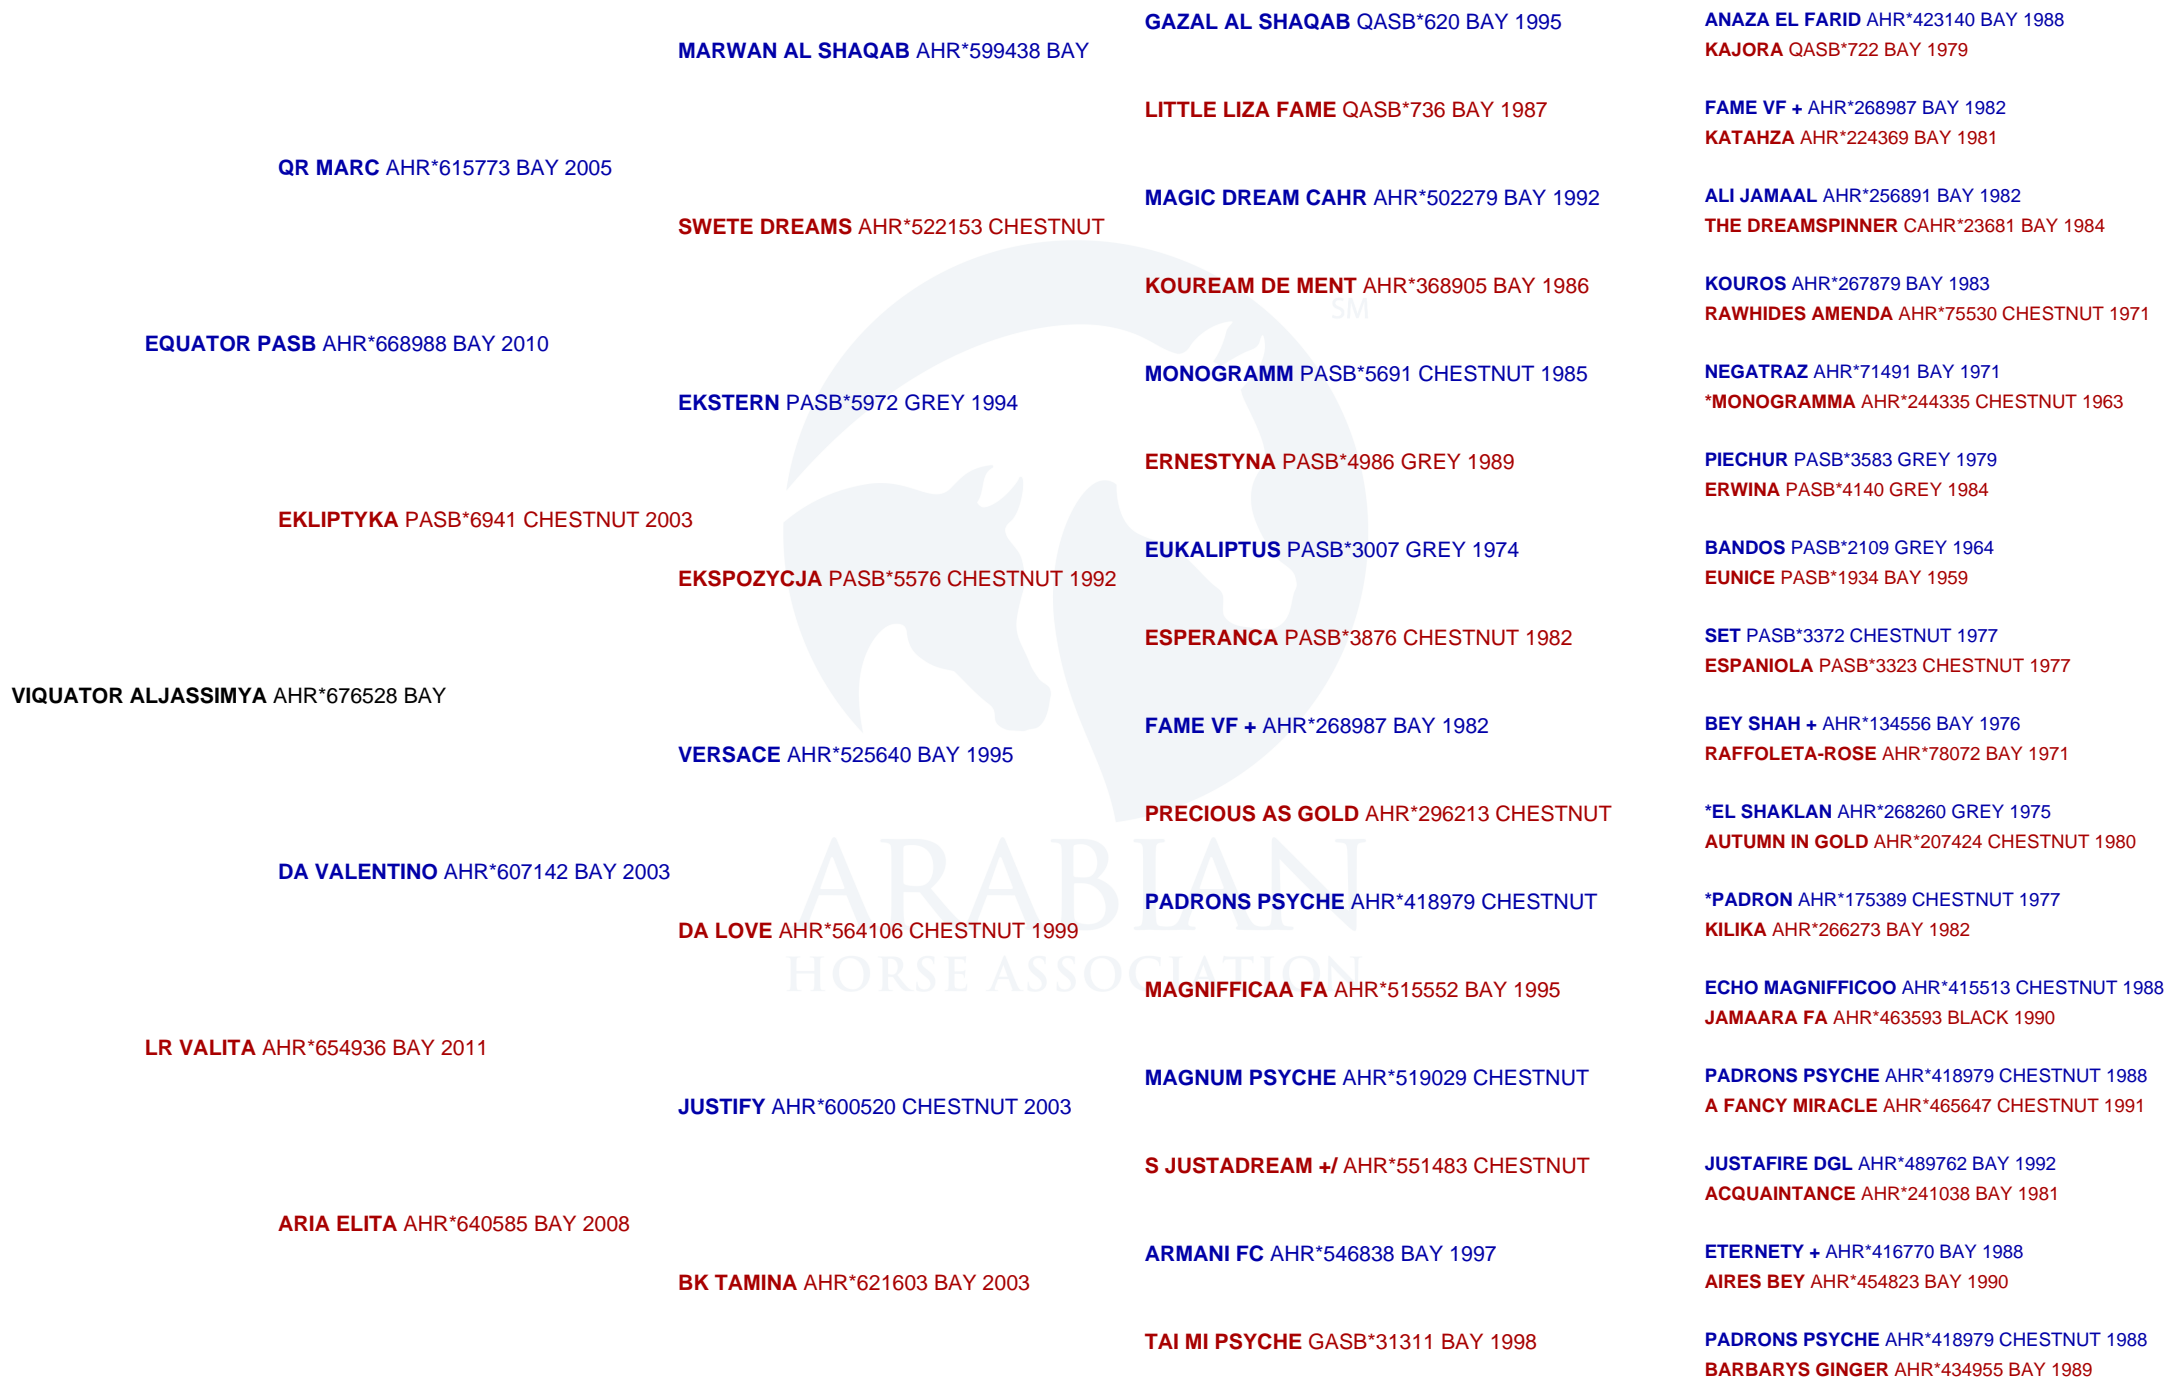 GAZAL AL SHAQAB QASB*620 BAY 1995
ANAZA EL FARID AHR*423140 BAY 1988
MARWAN AL SHAQAB AHR*599438 BAY
KAJORA QASB*722 BAY 1979
LITTLE LIZA FAME QASB*736 BAY 1987
FAME VF + AHR*268987 BAY 1982
KATAHZA AHR*224369 BAY 1981
QR MARC AHR*615773 BAY 2005
MAGIC DREAM CAHR AHR*502279 BAY 1992
ALI JAMAAL AHR*256891 BAY 1982
SWETE DREAMS AHR*522153 CHESTNUT
THE DREAMSPINNER CAHR*23681 BAY 1984
KOUREAM DE MENT AHR*368905 BAY 1986
KOUROS AHR*267879 BAY 1983
SM
RAWHIDES AMENDA AHR*75530 CHESTNUT 1971
EQUATOR PASB AHR*668988 BAY 2010
MONOGRAMM PASB*5691 CHESTNUT 1985
NEGATRAZ AHR*71491 BAY 1971
EKSTERN PASB*5972 GREY 1994
*MONOGRAMMA AHR*244335 CHESTNUT 1963
ERNESTYNA PASB*4986 GREY 1989
PIECHUR PASB*3583 GREY 1979
ERWINA PASB*4140 GREY 1984
EKLIPTYKA PASB*6941 CHESTNUT 2003
EUKALIPTUS PASB*3007 GREY 1974
BANDOS PASB*2109 GREY 1964
EKSPOZYCJA PASB*5576 CHESTNUT 1992
EUNICE PASB*1934 BAY 1959
ESPERANCA PASB*3876 CHESTNUT 1982
SET PASB*3372 CHESTNUT 1977
ESPANIOLA PASB*3323 CHESTNUT 1977
VIQUATOR ALJASSIMYA AHR*676528 BAY
FAME VF + AHR*268987 BAY 1982
BEY SHAH + AHR*134556 BAY 1976
VERSACE AHR*525640 BAY 1995
RAFFOLETA-ROSE AHR*78072 BAY 1971
PRECIOUS AS GOLD AHR*296213 CHESTNUT
*EL SHAKLAN AHR*268260 GREY 1975
AUTUMN IN GOLD AHR*207424 CHESTNUT 1980
DA VALENTINO AHR*607142 BAY 2003
ARABIAN
PADRONS PSYCHE AHR*418979 CHESTNUT
*PADRON AHR*175389 CHESTNUT 1977
DA LOVE AHR*564106 CHESTNUT 1999
KILIKA AHR*266273 BAY 1982
HORSE ASSOCIATION
MAGNIFFICAA FA AHR*515552 BAY 1995
ECHO MAGNIFFICOO AHR*415513 CHESTNUT 1988
JAMAARA FA AHR*463593 BLACK 1990
LR VALITA AHR*654936 BAY 2011
MAGNUM PSYCHE AHR*519029 CHESTNUT
PADRONS PSYCHE AHR*418979 CHESTNUT 1988
JUSTIFY AHR*600520 CHESTNUT 2003
A FANCY MIRACLE AHR*465647 CHESTNUT 1991
S JUSTADREAM +/ AHR*551483 CHESTNUT
JUSTAFIRE DGL AHR*489762 BAY 1992
ACQUAINTANCE AHR*241038 BAY 1981
ARIA ELITA AHR*640585 BAY 2008
ARMANI FC AHR*546838 BAY 1997
ETERNETY + AHR*416770 BAY 1988
BK TAMINA AHR*621603 BAY 2003
AIRES BEY AHR*454823 BAY 1990
TAI MI PSYCHE GASB*31311 BAY 1998
PADRONS PSYCHE AHR*418979 CHESTNUT 1988
BARBARYS GINGER AHR*434955 BAY 1989